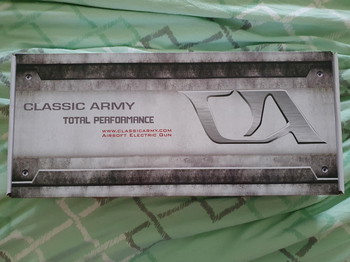 CLASSIC ARMY
TOTAL PERFORMANCE
WWW.CLASSICARMY.COM
AIRSOFT ELECTRIC GUN
CA